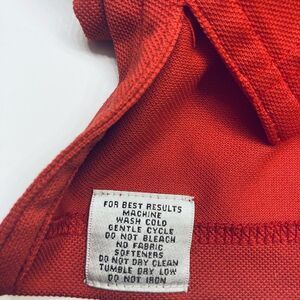 FOR BEST RESULTS
MACHINE
WASH COLD
GENTLE CYCLE
DO NOT BLEACH
NO FABRIC
SOFTENERS
DO NOT DRY CLEAN
TUMBLE DRY LOW
DO NOT IRON